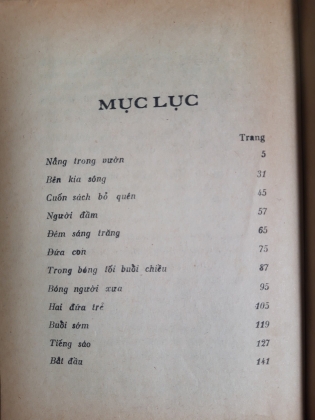 MỤC LỤC
Trang
Nắng trong vườn 5
Bên kia sông 31
Cuốn sách bỏ quên 45
Người đầm 57
Đêm sáng trăng 65
Đứa con 75
Trong bóng tối buổi chiều 87
Bóng người xưa 95
Hai đứa trẻ 105
Buổi sớm 119
Tiếng sáo 127
Bắt đầu 141